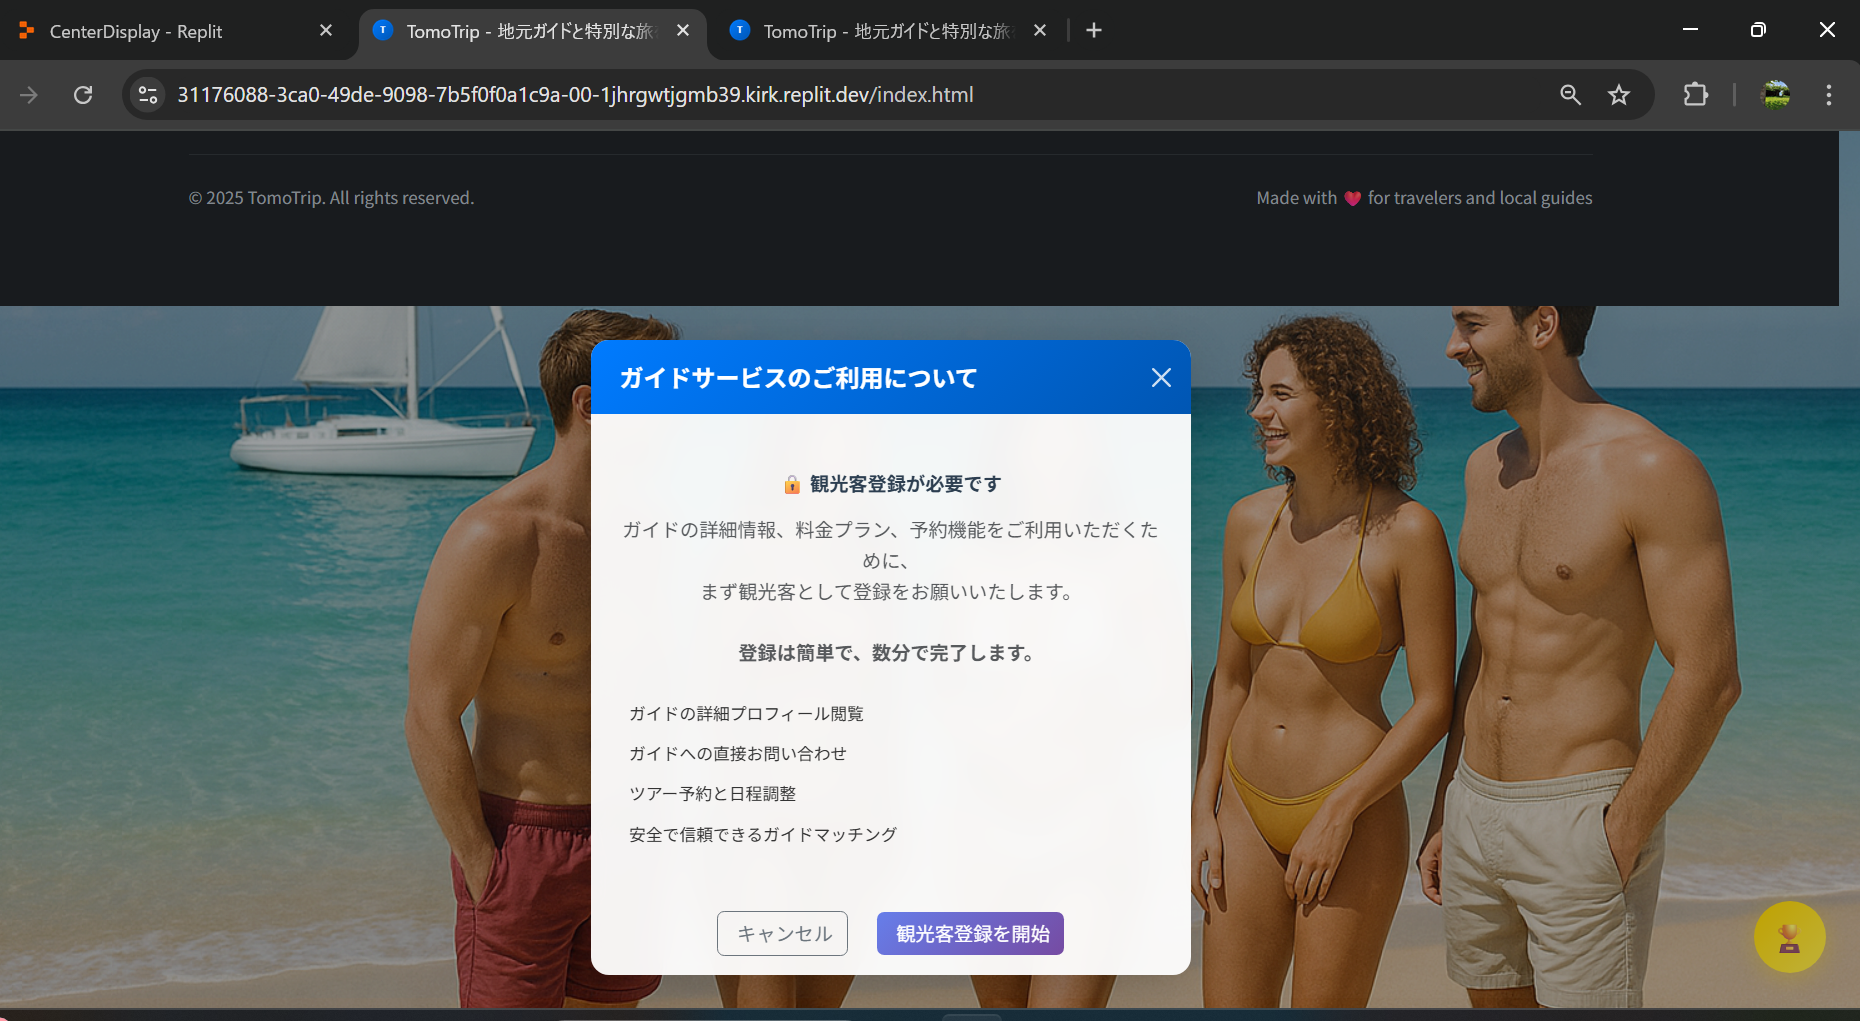 CenterDisplay - Replit
TomoTrip - 地元ガイドと特別な旅
TomoTrip - 地元ガイドと特別な旅
31176088-3ca0-49de-9098-7b5f0f0a1c9a-00-1jhrgwtjgmb39.kirk.replit.dev/index.html
© 2025 TomoTrip. All rights reserved.
Made with ❤ for travelers and local guides
ガイドサービスのご利用について
🔒 観光客登録が必要です
ガイドの詳細情報、料金プラン、予約機能をご利用いただくた
めに、
まず観光客として登録をお願いいたします。
登録は簡単で、数分で完了します。
ガイドの詳細プロフィール閲覧
ガイドへの直接お問い合わせ
ツアー予約と日程調整
安全で信頼できるガイドマッチング
キャンセル
観光客登録を開始